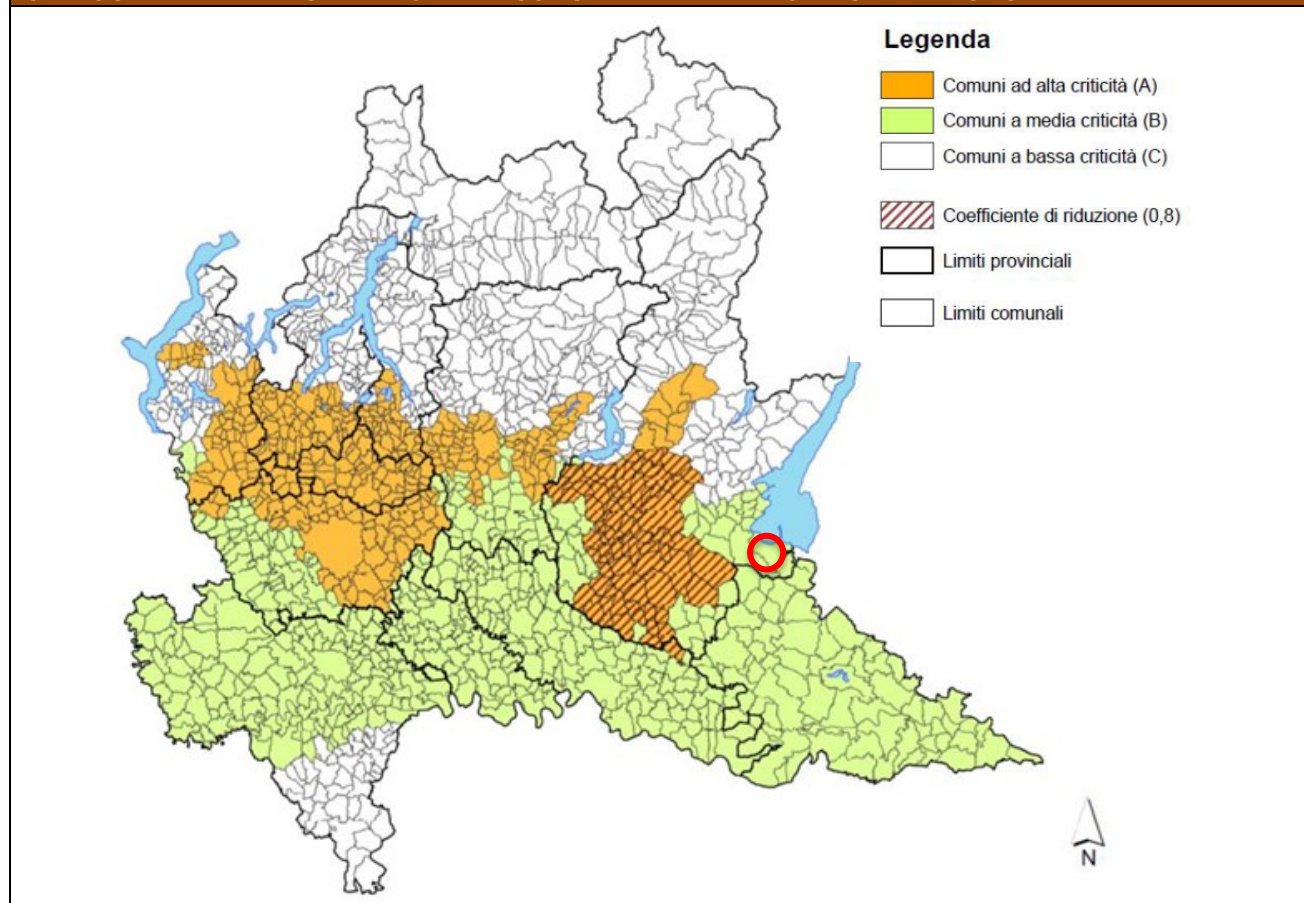 Legenda
Comuni ad alta criticità (A)
Comuni a media criticità (B)
Comuni a bassa criticità (C)
Coefficiente di riduzione (0,8)
Limiti provinciali
Limiti comunali
N